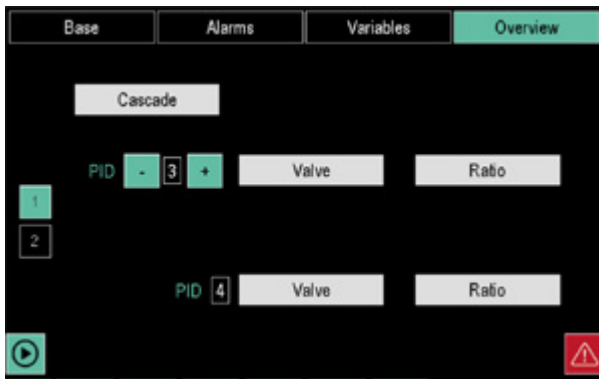 Base Alarms Variables Overview
Cascade
PID - 3 + Valve Ratio
1
2
PID 4 Valve Ratio